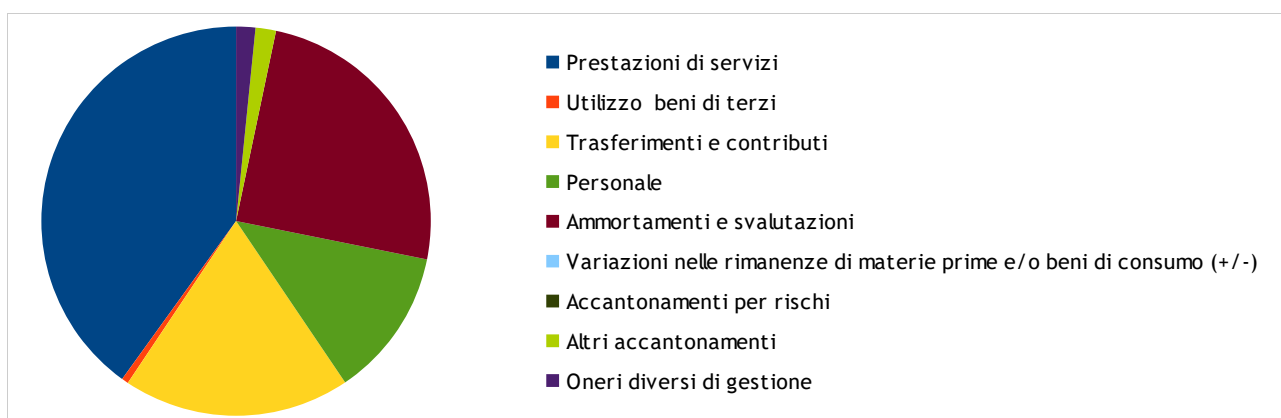 Prestazioni di servizi
Utilizzo beni di terzi
Trasferimenti e contributi
Personale
Ammortamenti e svalutazioni
Variazioni nelle rimanenze di materie prime e/o beni di consumo (+/-)
Accantonamenti per rischi
Altri accantonamenti
Oneri diversi di gestione